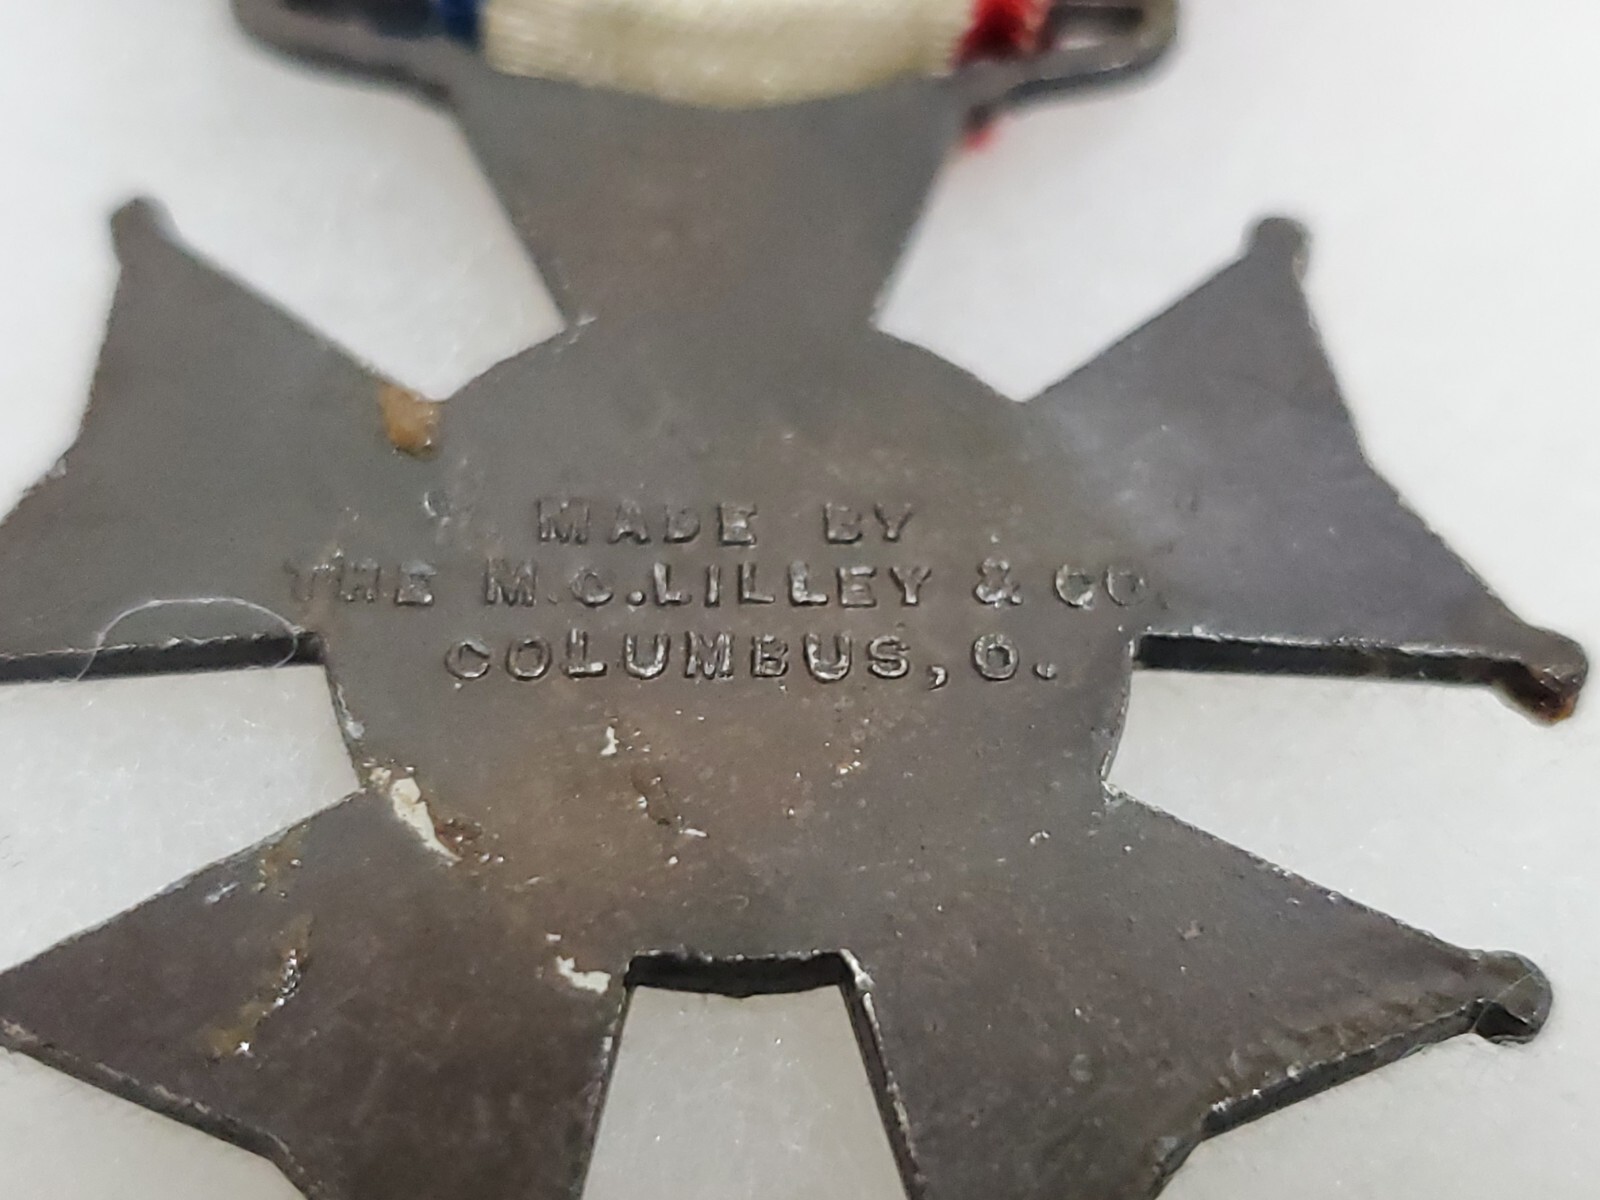 MADE BY
THE M.C.LILLEY & CO.
COLUMBUS, O.